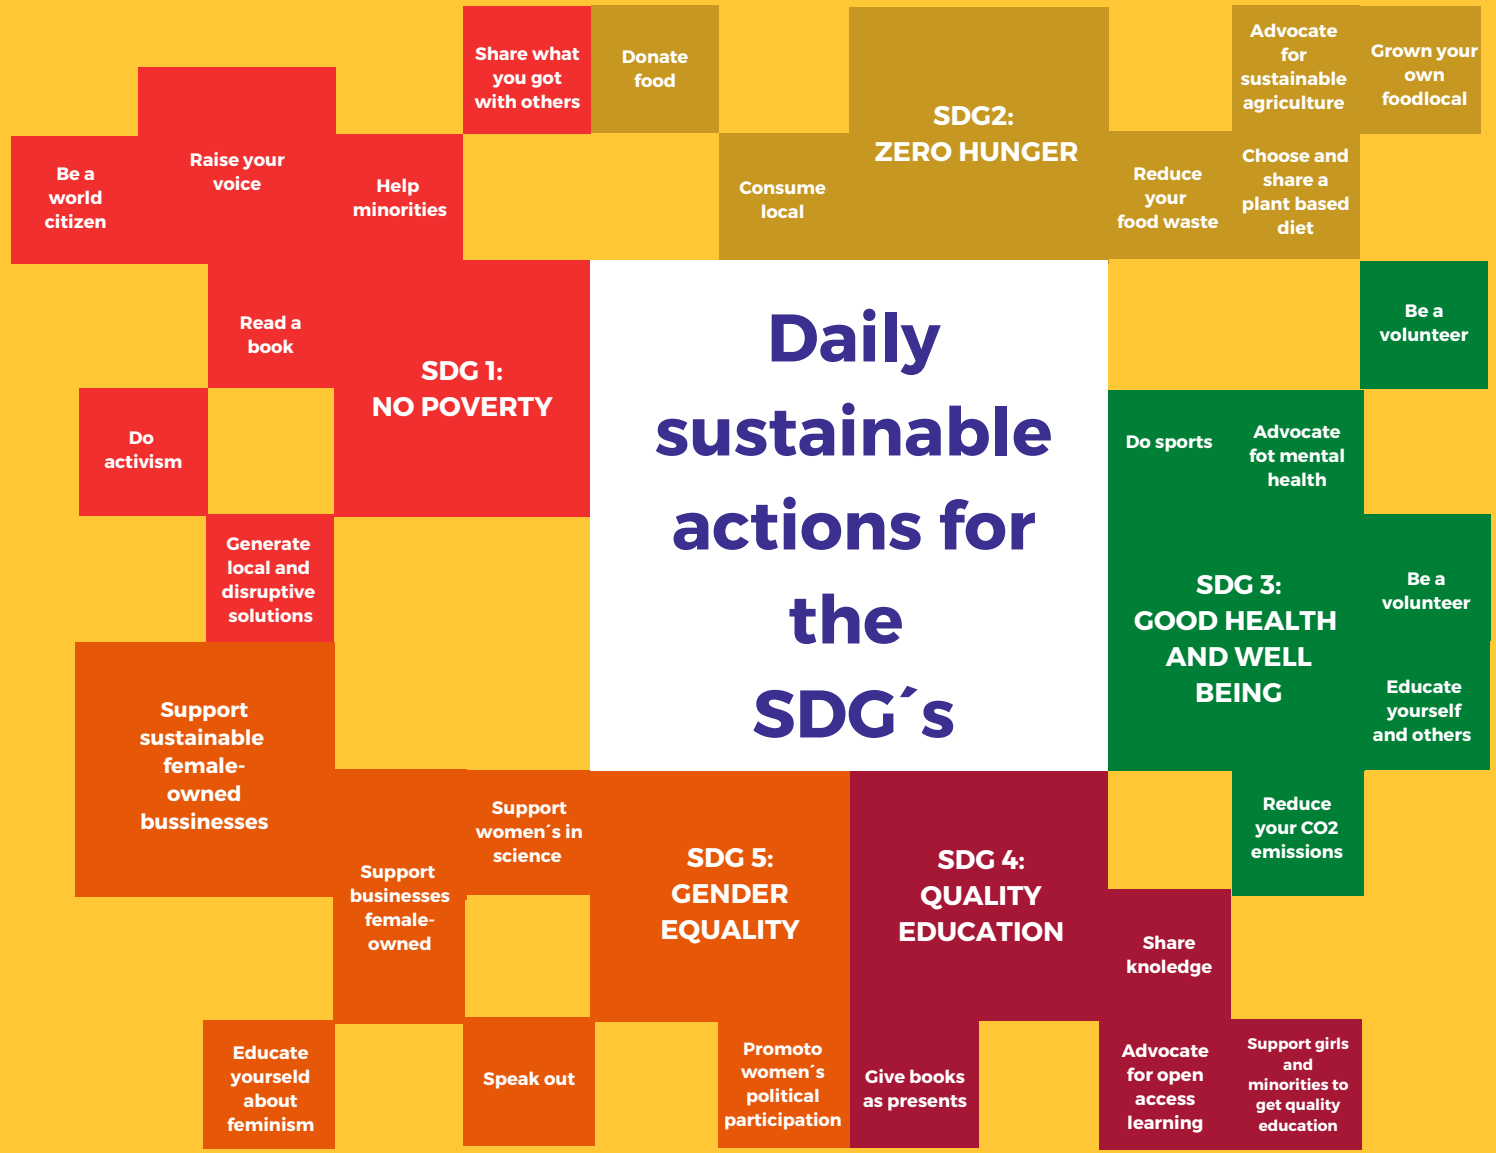 Share what
you got
with others
Donate
food
SDG2:
ZERO HUNGER
Advocate
for
sustainable
agriculture
Grown your
own
foodlocal
Be a
world
citizen
Raise your
voice
Help
minorities
Consume
local
Reduce
your
food waste
Choose and
share a
plant based
diet
Read a
book
SDG 1:
NO POVERTY
Do
activism
Generate
local and
disruptive
solutions
Daily
sustainable
actions for
the
SDG´s
Be a
volunteer
Do sports
Advocate
fot mental
health
SDG 3:
GOOD HEALTH
AND WELL
BEING
Be a
volunteer
Educate
yourself
and others
Reduce
your CO2
emissions
Support
sustainable
female-
owned
bussinesses
Support
businesses
female-
owned
Support
women´s in
science
SDG 5:
GENDER
EQUALITY
SDG 4:
QUALITY
EDUCATION
Share
knoledge
Educate
yourseld
about
feminism
Speak out
Promoto
women´s
political
participation
Give books
as presents
Advocate
for open
access
learning
Support girls
and
minorities to
get quality
education